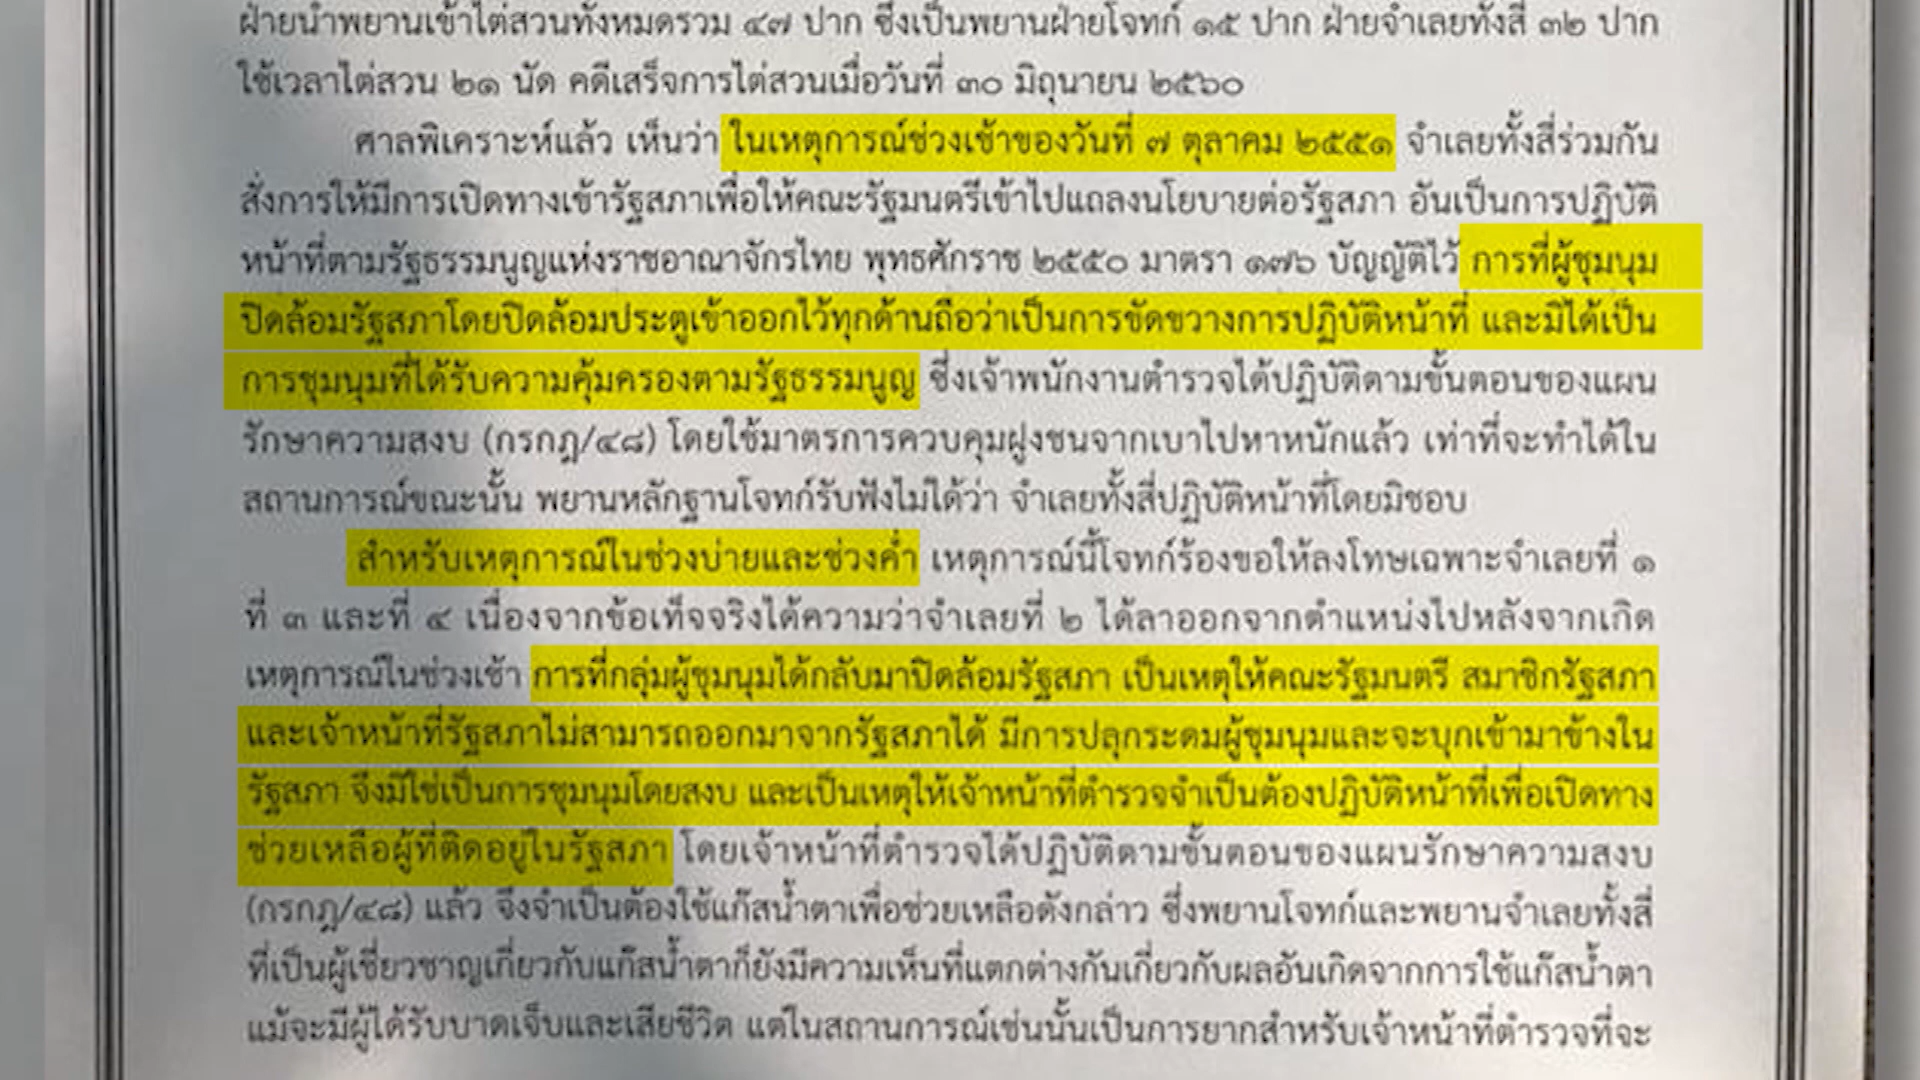 ฝ่ายนำพยานเข้าไต่สวนทั้งหมดรวม ๔๗ ปาก ซึ่งเป็นพยานฝ่ายโจทก์ ๑๕ ปาก ฝ่ายจำเลยทั้งสี่ ๓๒ ปาก
ใช้เวลาไต่สวน ๒๑ นัด คดีเสร็จการไต่สวนเมื่อวันที่ ๓๐ มิถุนายน ๒๕๖๐
ศาลพิเคราะห์แล้ว เห็นว่า ในเหตุการณ์ช่วงเช้าของวันที่ ๗ ตุลาคม ๒๕๕๑ จำเลยทั้งสี่ร่วมกัน
สั่งการให้มีการเปิดทางเข้ารัฐสภาเพื่อให้คณะรัฐมนตรีเข้าไปแถลงนโยบายต่อรัฐสภา อันเป็นการปฏิบัติ
หน้าที่ตามรัฐธรรมนูญแห่งราชอาณาจักรไทย พุทธศักราช ๒๕๕๐ มาตรา ๑๗๖ บัญญัติไว้ การที่ผู้ชุมนุม
ปิดล้อมรัฐสภาโดยปิดล้อมประตูเข้าออกไว้ทุกด้านถือว่าเป็นการขัดขวางการปฏิบัติหน้าที่ และมิได้เป็น
การชุมนุมที่ได้รับความคุ้มครองตามรัฐธรรมนูญ ซึ่งเจ้าพนักงานตำรวจได้ปฏิบัติตามขั้นตอนของแผน
รักษาความสงบ (กรกฎ/๔๘) โดยใช้มาตรการควบคุมฝูงชนจากเบาไปหาหนักแล้ว เท่าที่จะทำได้ใน
สถานการณ์ขณะนั้น พยานหลักฐานโจทก์รับฟังไม่ได้ว่า จำเลยทั้งสี่ปฏิบัติหน้าที่โดยมิชอบ
สำหรับเหตุการณ์ในช่วงบ่ายและช่วงค่ำ เหตุการณ์นี้โจทก์ร้องขอให้ลงโทษเฉพาะจำเลยที่ ๑
ที่ ๓ และที่ ๔ เนื่องจากข้อเท็จจริงได้ความว่าจำเลยที่ ๒ ได้ลาออกจากตำแหน่งไปหลังจากเกิด
เหตุการณ์ในช่วงเช้า การที่กลุ่มผู้ชุมนุมได้กลับมาปิดล้อมรัฐสภา เป็นเหตุให้คณะรัฐมนตรี สมาชิกรัฐสภา
และเจ้าหน้าที่รัฐสภาไม่สามารถออกมาจากรัฐสภาได้ มีการปลุกระดมผู้ชุมนุมและจะบุกเข้ามาข้างใน
รัฐสภา จึงมิใช่เป็นการชุมนุมโดยสงบ และเป็นเหตุให้เจ้าหน้าที่ตำรวจจำเป็นต้องปฏิบัติหน้าที่เพื่อเปิดทาง
ช่วยเหลือผู้ที่ติดอยู่ในรัฐสภา โดยเจ้าหน้าที่ตำรวจได้ปฏิบัติตามขั้นตอนของแผนรักษาความสงบ
(กรกฎ/๔๘) แล้ว จึงจำเป็นต้องใช้แก๊สน้ำตาเพื่อช่วยเหลือดังกล่าว ซึ่งพยานโจทก์และพยานจำเลยทั้งสี่
ที่เป็นผู้เชี่ยวชาญเกี่ยวกับแก๊สน้ำตาก็ยังมีความเห็นที่แตกต่างกันเกี่ยวกับผลอันเกิดจากการใช้แก๊สน้ำตา
แม้จะมีผู้ได้รับบาดเจ็บและเสียชีวิต แต่ในสถานการณ์เช่นนั้นเป็นการยากสำหรับเจ้าหน้าที่ตำรวจที่จะ